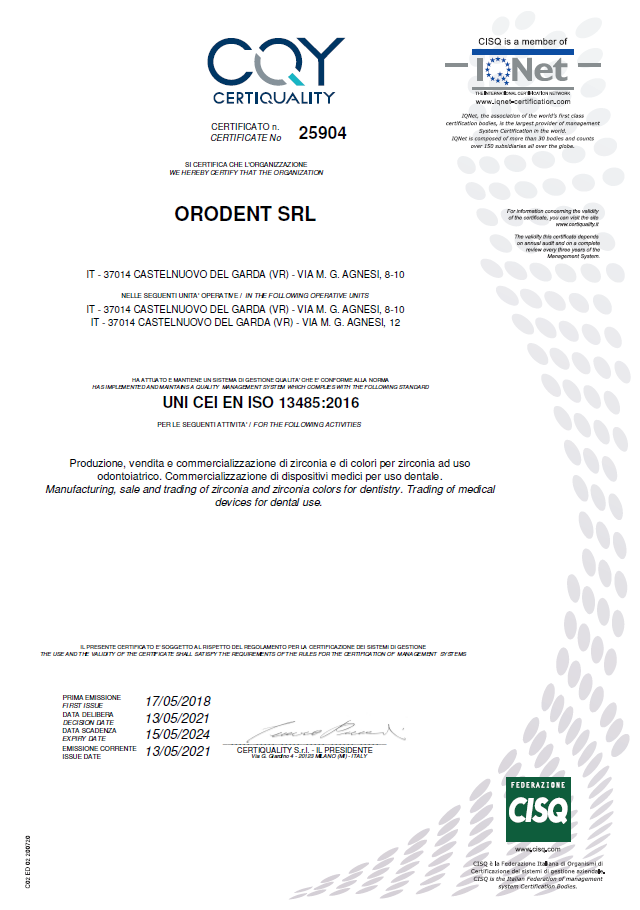 CQY
CERTIQUALITY
CISQ is a member of
IQNet
THE INTERNATIONAL CERTIFICATION NETWORK
www.iqnet-certification.com
IQNet, the association of the world's first class
certification bodies, is the largest provider of management
System Certification in the world.
IQNet is composed of more than 30 bodies and counts
over 150 subsidiaries all over the globe.
CERTIFICATO n.
CERTIFICATE No
25904
SI CERTIFICA CHE L'ORGANIZZAZIONE
WE HEREBY CERTIFY THAT THE ORGANIZATION
ORODENT SRL
For information concerning the validity
of the certificate, you can visit the site
www.certiquality.it
The validity this certificate depends
on annual audit and on a complete
review every three years of the
Management System.
IT - 37014 CASTELNUOVO DEL GARDA (VR) - VIA M. G. AGNESI, 8-10
NELLE SEGUENTI UNITA' OPERATIVE / IN THE FOLLOWING OPERATIVE UNITS
IT - 37014 CASTELNUOVO DEL GARDA (VR) - VIA M. G. AGNESI, 8-10
IT - 37014 CASTELNUOVO DEL GARDA (VR) - VIA M. G. AGNESI, 12
HA ATTUATO E MANTIENE UN SISTEMA DI GESTIONE QUALITA' CHE E' CONFORME ALLA NORMA
HAS IMPLEMENTED AND MAINTAINS A QUALITY MANAGEMENT SYSTEM WHICH COMPLIES WITH THE FOLLOWING STANDARD
UNI CEI EN ISO 13485:2016
PER LE SEGUENTI ATTIVITA' / FOR THE FOLLOWING ACTIVITIES
Produzione, vendita e commercializzazione di zirconia e di colori per zirconia ad uso
odontoiatrico. Commercializzazione di dispositivi medici per uso dentale.
Manufacturing, sale and trading of zirconia and zirconia colors for dentistry. Trading of medical
devices for dental use.
IL PRESENTE CERTIFICATO E' SOGGETTO AL RISPETTO DEL REGOLAMENTO PER LA CERTIFICAZIONE DEI SISTEMI DI GESTIONE
THE USE AND THE VALIDITY OF THE CERTIFICATE SHALL SATISFY THE REQUIREMENTS OF THE RULES FOR THE CERTIFICATION OF MANAGEMENT SYSTEMS
PRIMA EMISSIONE
FIRST ISSUE
17/05/2018
DATA DELIBERA
DECISION DATE
13/05/2021
DATA SCADENZA
EXPIRY DATE
15/05/2024
EMISSIONE CORRENTE
ISSUE DATE
13/05/2021
CERTIQUALITY S.r.l. - IL PRESIDENTE
Via G. Giardino 4 - 20123 MILANO (MI) - ITALY
FEDERAZIONE
CISQ
www.cisq.com
CISQ è la Federazione Italiana di Organismi di
Certificazione dei sistemi di gestione aziendale.
CISQ is the Italian Federation of management
system Certification Bodies.
C02 ED 02 200720